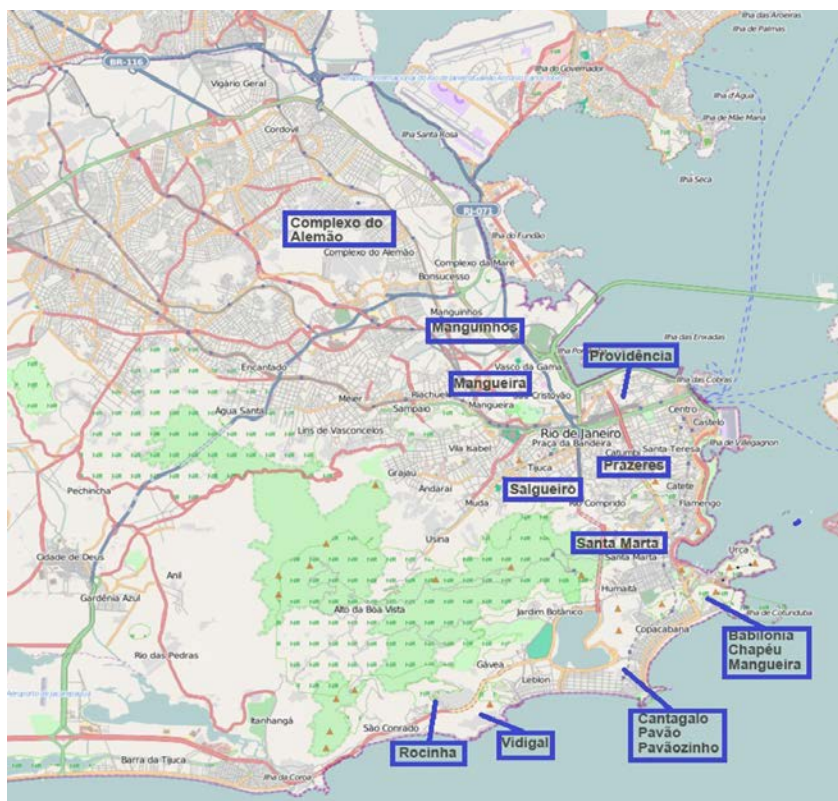 Ilha das Aroeiras
Ilha de Palmas
BR-116
Vigário Geral
Ilha do Governador
Ilha d'Água
Ilha de Mãe Maria
Cordovil
Ilha Santa Rosa
Ilha Seca
RJ-071
Complexo do
Alemão
Ilha do Fundão
Complexo do Alemão
Complexo da Maré
Bonsucesso
Manguinhos
Manguinhos
Ilha das Enxadas
Providência
Encantado
Vasco da Gama
Ilha das Cobras
Mangueira
Méier
Riachuelo
Mangueira
São Cristóvão
Água Santa
Sampaio
Centro
Castelo
Lins de Vasconcelos
Rio de Janeiro
Praça da Bandeira
Ilha de Villegagnon
Vila Isabel
Catumbi
Santa Teresa
Grajaú
Tijuca
Prazeres
Pechincha
Andaraí
Salgueiro
Catete
Muda
Rio Comprido
Flamengo
Usina
Santa Marta
Cidade de Deus
Santa Marta
Urca
Anil
Humaitá
Gardênia Azul
Alto da Boa Vista
Jardim Botânico
Ilha de Cotunduba
Copacabana
Babilônia
Chapéu
Mangueira
Rio das Pedras
Gávea
Leblon
Itanhangá
São Conrado
Cantagalo
Pavão
Pavãozinho
Rocinha
Vidigal
Barra da Tijuca
Ilha da Coroa